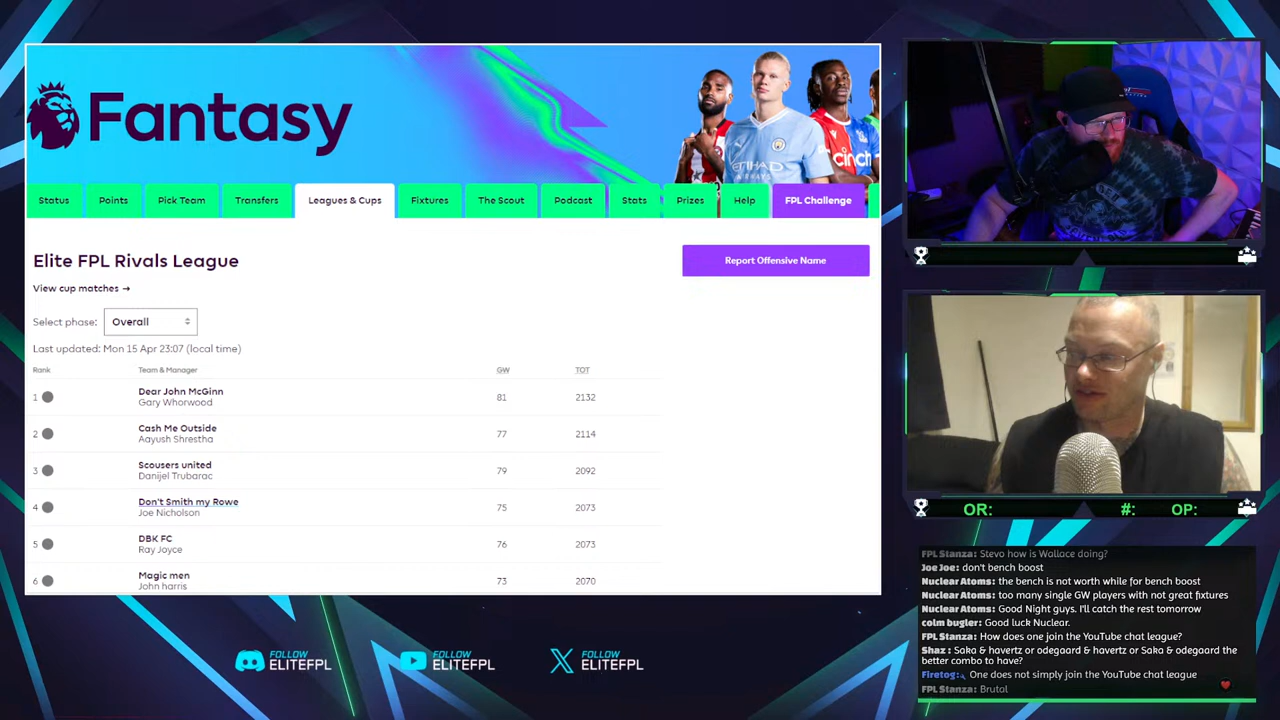 Fantasy
Status
Points
Pick Team
Transfers
Leagues & Cups
Fixtures
The Scout
Podcast
Stats
Prizes
Help
FPL Challenge
Elite FPL Rivals League
Report Offensive Name
View cup matches →
Select phase: Overall
Last updated: Mon 15 Apr 23:07 (local time)
Rank Team & Manager GW TOT
1 Dear John McGinn 81 2132
Gary Whorwood
2 Cash Me Outside 77 2114
Aayush Shrestha
3 Scousers united 79 2092
Danijel Trubarac
4 Don't Smith my Rowe 75 2073
Joe Nicholson
5 DBK FC 76 2073
Ray Joyce
6 Magic men 73 2070
John harris
ETIHAD
cinch
OR: #: OP:
FPL Stanza: Stevo how is Wallace doing?
Joe Joe: don't bench boost
Nuclear Atoms: the bench is not worth while for bench boost
Nuclear Atoms: too many single GW players with not great fixtures
Nuclear Atoms: Good Night guys. I'll catch the rest tomorrow
colm bugler: Good luck Nuclear.
FPL Stanza: How does one join the YouTube chat league?
Shaz : Saka & havertz or odegaard & havertz or Saka & odegaard the
better combo to have?
Firetog: One does not simply join the YouTube chat league
FPL Stanza: Brutal
FOLLOW
ELITEFPL
FOLLOW
ELITEFPL
FOLLOW
ELITEFPL